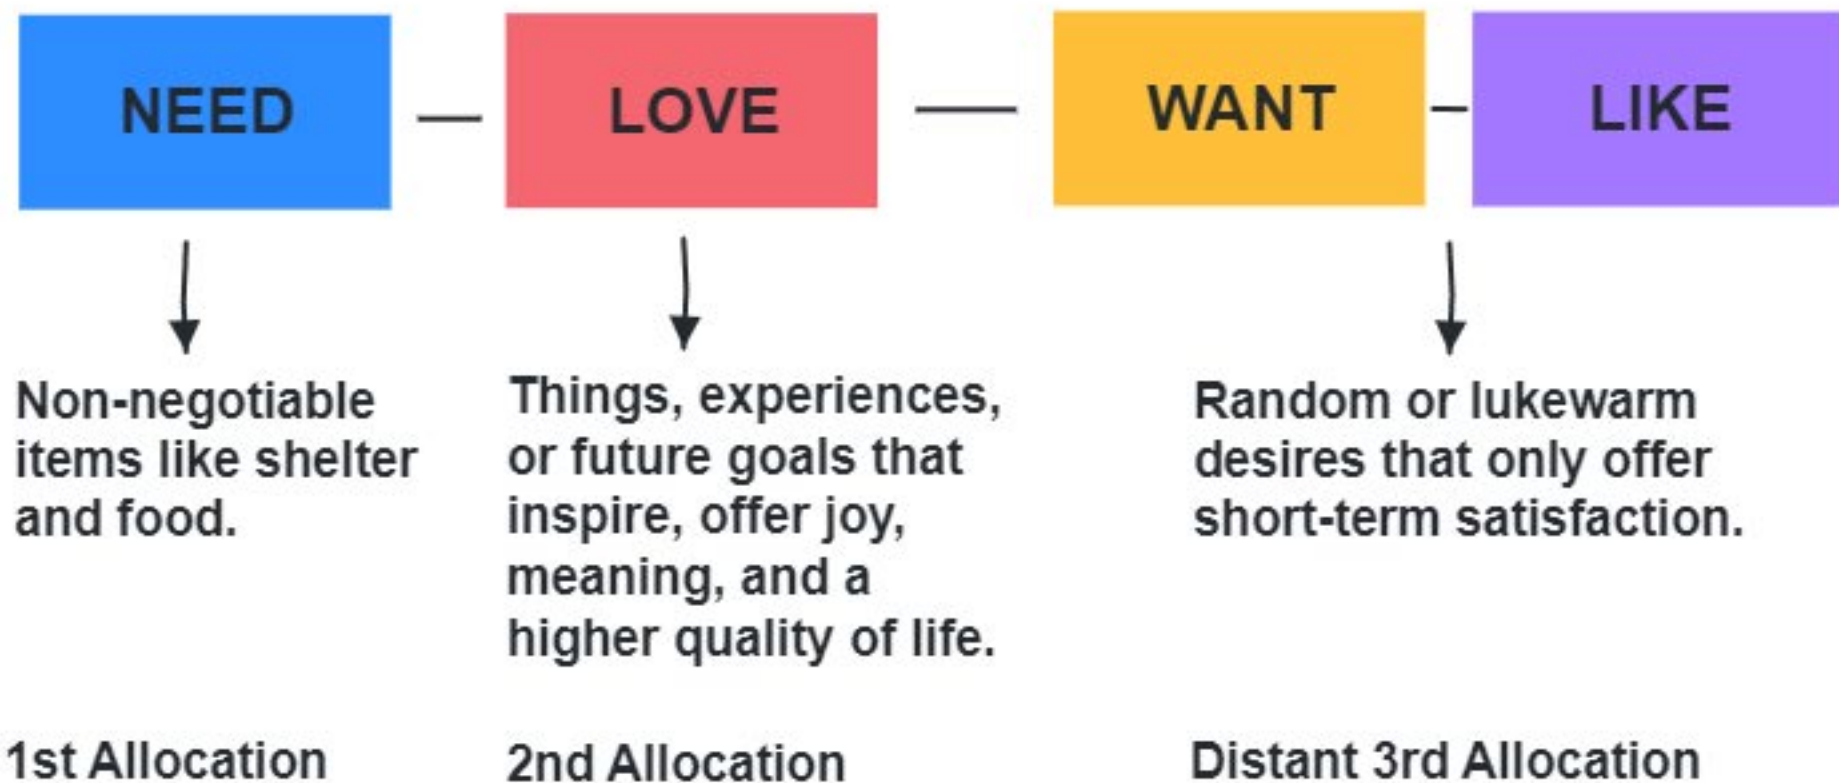 NEED
LOVE
WANT
LIKE
Non-negotiable
items like shelter
and food.
Things, experiences,
or future goals that
inspire, offer joy,
meaning, and a
higher quality of life.
Random or lukewarm
desires that only offer
short-term satisfaction.
1st Allocation
2nd Allocation
Distant 3rd Allocation